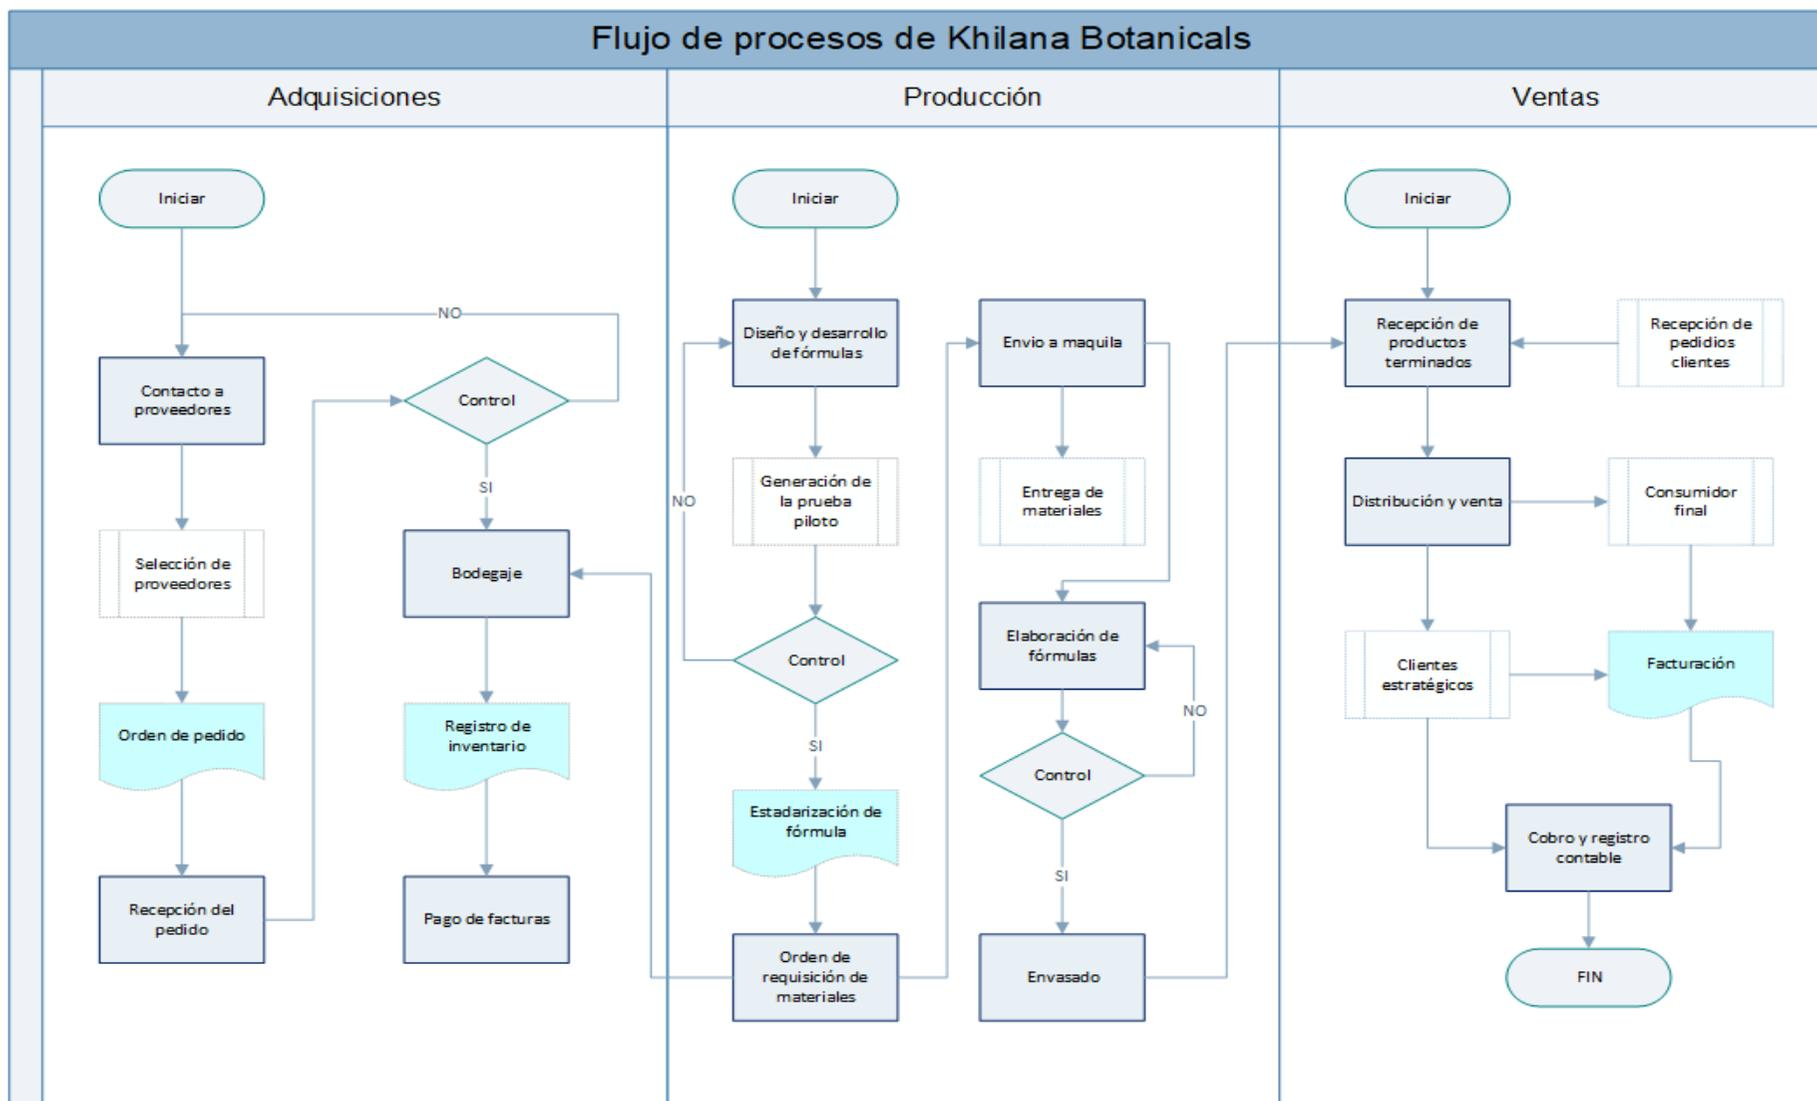 Flujo de procesos de Khilana Botanicals
Adquisiciones
Producción
Ventas
Iniciar
NO
Contacto a
proveedores
Control
SI
Selección de
proveedores
Bodegaje
Orden de pedido
Registro de
inventario
Recepción del
pedido
Pago de facturas
Iniciar
Diseño y desarrollo
de fórmulas
Generación de
la prueba
piloto
NO
Control
SI
Estadarización de
fórmula
Orden de
requisición de
materiales
Envio a maquila
Entrega de
materiales
Elaboración de
fórmulas
NO
Control
SI
Envasado
Iniciar
Recepción de
productos
terminados
Recepción de
pedidios
clientes
Distribución y venta
Consumidor
final
Clientes
estratégicos
Facturación
Cobro y registro
contable
FIN